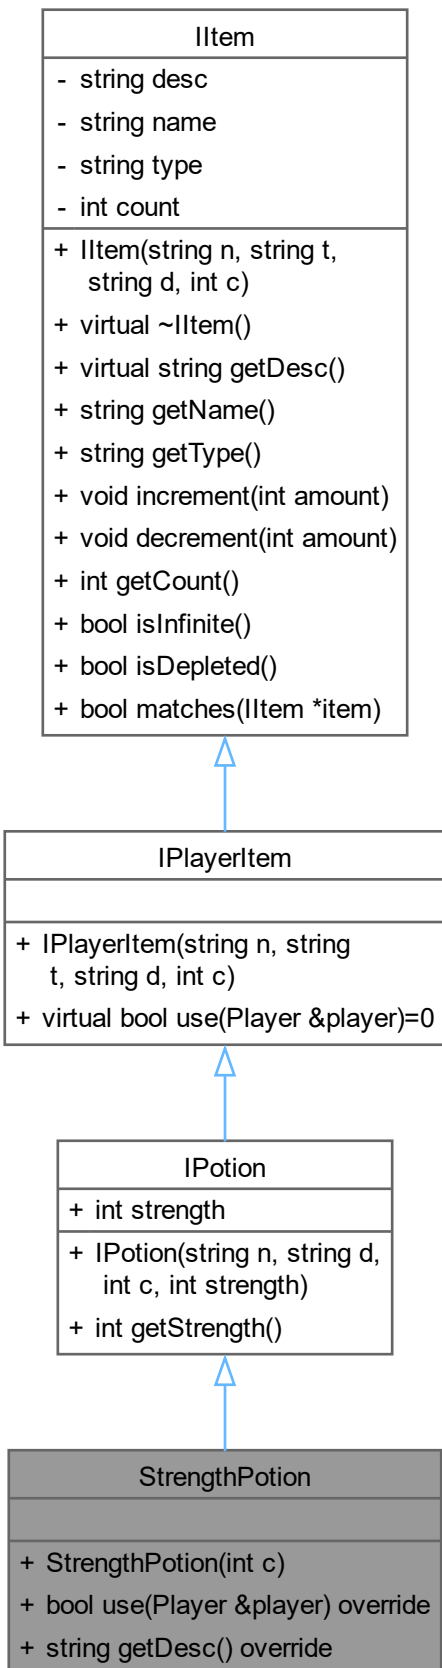 IItem
- string desc
- string name
- string type
- int count
+ IItem(string n, string t,
string d, int c)
+ virtual ~IItem()
+ virtual string getDesc()
+ string getName()
+ string getType()
+ void increment(int amount)
+ void decrement(int amount)
+ int getCount()
+ bool isInfinite()
+ bool isDepleted()
+ bool matches(IItem *item)
IPlayerItem
+ IPlayerItem(string n, string
t, string d, int c)
+ virtual bool use(Player &player)=0
IPotion
+ int strength
+ IPotion(string n, string d,
int c, int strength)
+ int getStrength()
StrengthPotion
+ StrengthPotion(int c)
+ bool use(Player &player) override
+ string getDesc() override